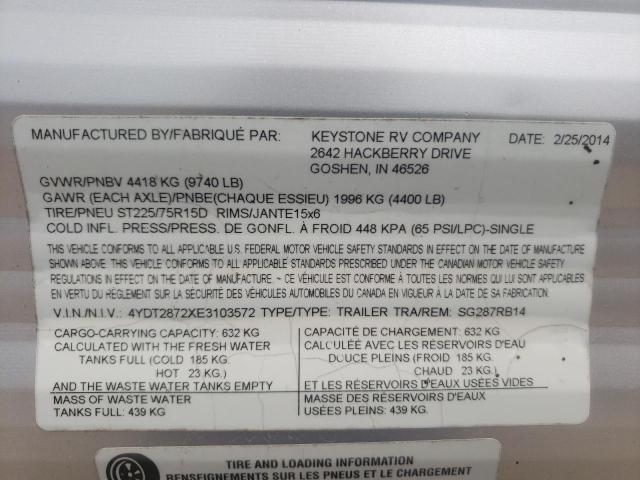 MANUFACTURED BY/FABRIQUÉ PAR: KEYSTONE RV COMPANY DATE: 2/25/2014
2642 HACKBERRY DRIVE
GOSHEN, IN 46526
GVWR/PNBV 4418 KG (9740 LB)
GAWR (EACH AXLE)/PNBE(CHAQUE ESSIEU) 1996 KG (4400 LB)
TIRE/PNEU ST225/75R15D RIMS/JANTE15x6
COLD INFL. PRESS/PRESS.DE GONFL. À FROID 448 KPA (65 PSI/LPC)-SINGLE
THIS VEHICLE CONFORMS TO ALL APPLICABLE U.S. FEDERAL MOTOR VEHICLE SAFETY STANDARDS IN EFFECT ON THE DATE OF MANUFACTURE
SHOWN ABOVE. THIS VEHICLE CONFORMS TO ALL APPLICABLE STANDARDS PRESCRIBED UNDER THE CANADIAN MOTOR VEHICLE SAFETY
REGULATIONS IN EFFECT ON THE DATE OF MANUFACTURE ~ CE VÉHICULE EST CONFORME À TOUTES LES NORMES QUI LUI SONT APPLICABLES
EN VERTU DU RÈGLEMENT SUR LA SÉCURITÉ DES VÉHICULES AUTOMOBILES DU CANADA EN VIGUEUR À LA DATE DE SA FABRICATION.
V.I.N./N.I.V.: 4YDT2872XE3103572 TYPE/TYPE: TRAILER TRA/REM: SG287RB14
CARGO-CARRYING CAPACITY: 632 KG
CALCULATED WITH THE FRESH WATER
TANKS FULL (COLD 185 KG
HOT 23 KG.)
AND THE WASTE WATER TANKS EMPTY
MASS OF WASTE WATER
TANKS FULL: 439 KG
CAPACITÉ DE CHARGEMENT: 632 KG
CALCULÉE AVEC LES RÉSERVOIRS D'EAU
DOUCE PLEINS (FROID 185 KG
CHAUD 23 KG.)
ET LES RÉSERVOIRS D'EAUX USÉES VIDES
MASSE DES RÉSERVOIRS D'EAUX
USÉES PLEINS: 439 KG
TIRE AND LOADING INFORMATION
RENSEIGNEMENTS SUR LES PNEUS ET LE CHARGEMENT